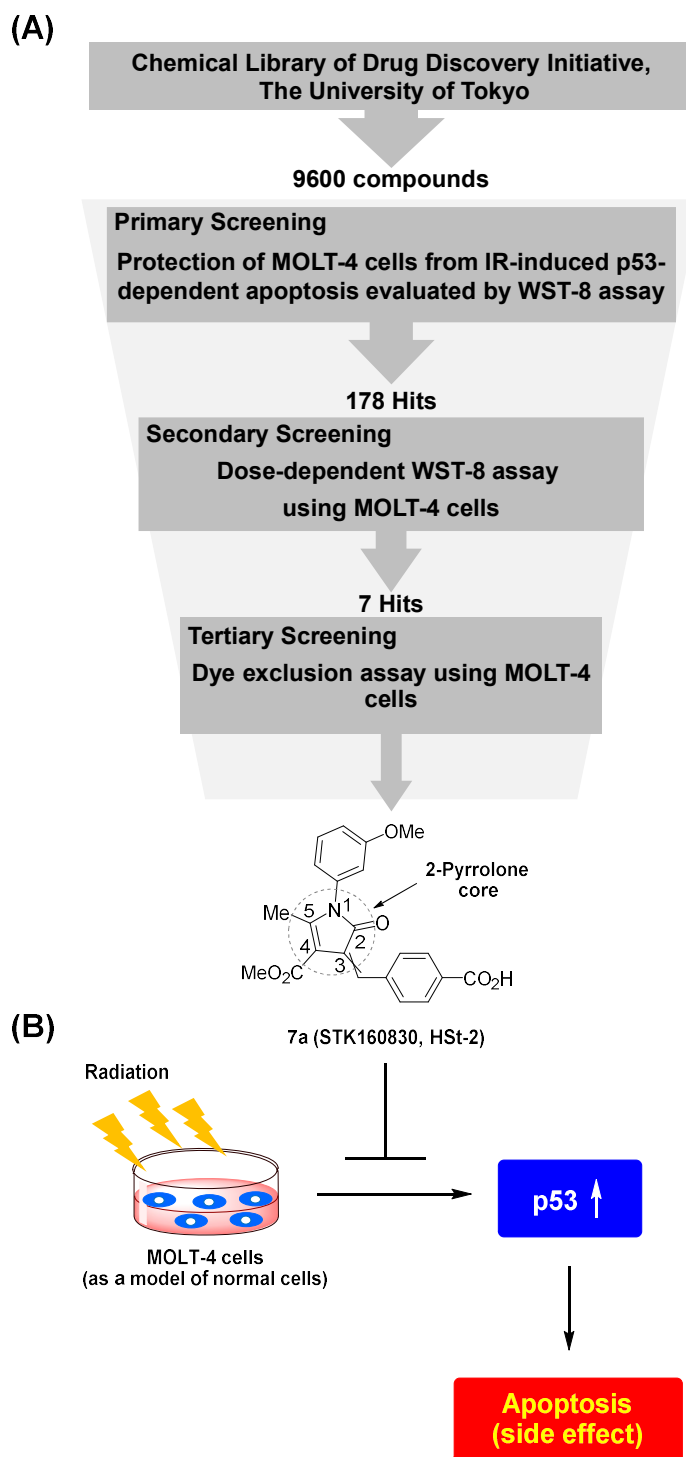 (A)
Chemical Library of Drug Discovery Initiative,
The University of Tokyo
9600 compounds
Primary Screening
Protection of MOLT-4 cells from IR-induced p53-
dependent apoptosis evaluated by WST-8 assay
178 Hits
Secondary Screening
Dose-dependent WST-8 assay
using MOLT-4 cells
7 Hits
Tertiary Screening
Dye exclusion assay using MOLT-4
cells
OMe
2-Pyrrolone
core
Me
5
N
1
O
4
2
3
MeO₂C
CO₂H
7a (STK160830, HSt-2)
(B)
Radiation
p53
MOLT-4 cells
(as a model of normal cells)
Apoptosis
(side effect)